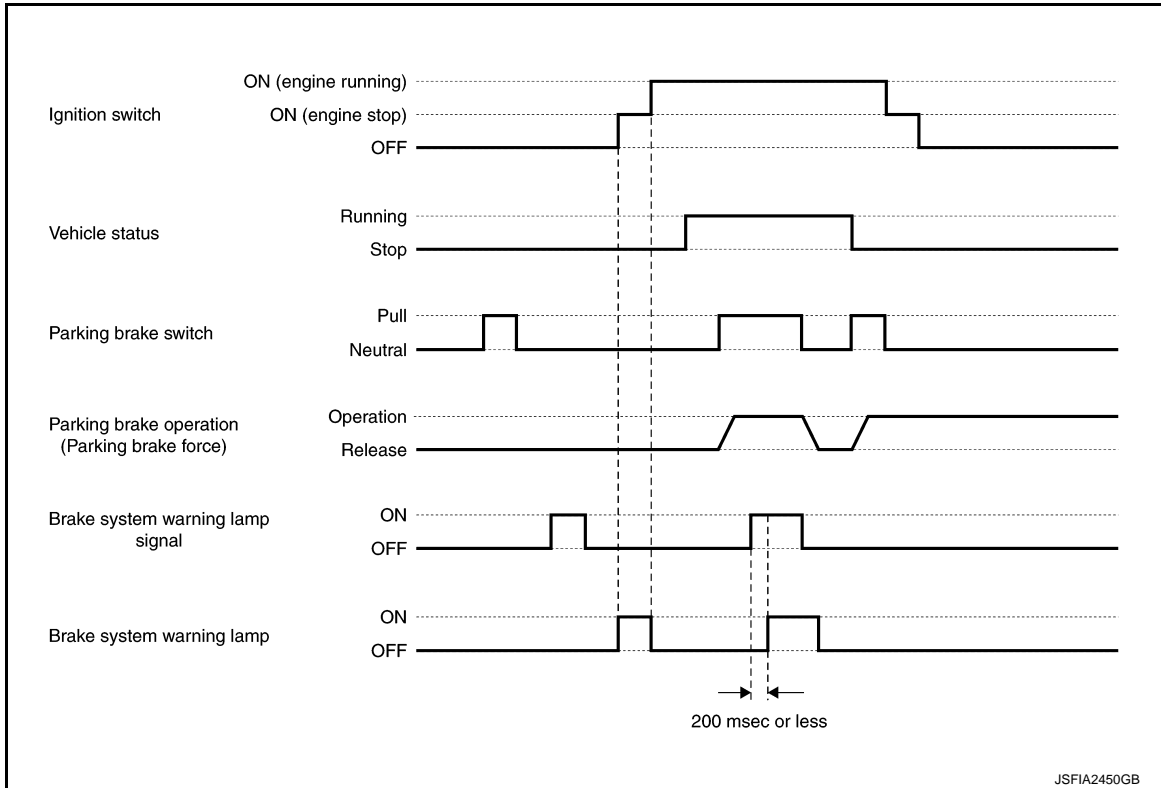 Ignition switch
ON (engine running)
ON (engine stop)
OFF
Vehicle status
Running
Stop
Parking brake switch
Pull
Neutral
Parking brake operation
(Parking brake force)
Operation
Release
Brake system warning lamp
signal
ON
OFF
Brake system warning lamp
ON
OFF
200 msec or less
JSFIA2450GB